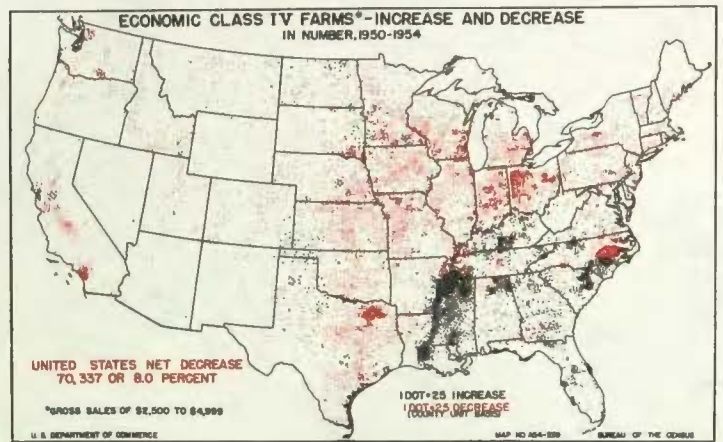 ECONOMIC CLASS IV FARMS*-INCREASE AND DECREASE
IN NUMBER, 1950-1954
UNITED STATES NET DECREASE
70,337 OR 8.0 PERCENT
*GROSS SALES OF $2,500 TO $4,999
1 DOT=25 INCREASE
1 DOT=25 DECREASE
(COUNTY UNIT BASIS)
U. S. DEPARTMENT OF COMMERCE
MAP NO.
BUREAU OF THE CENSUS